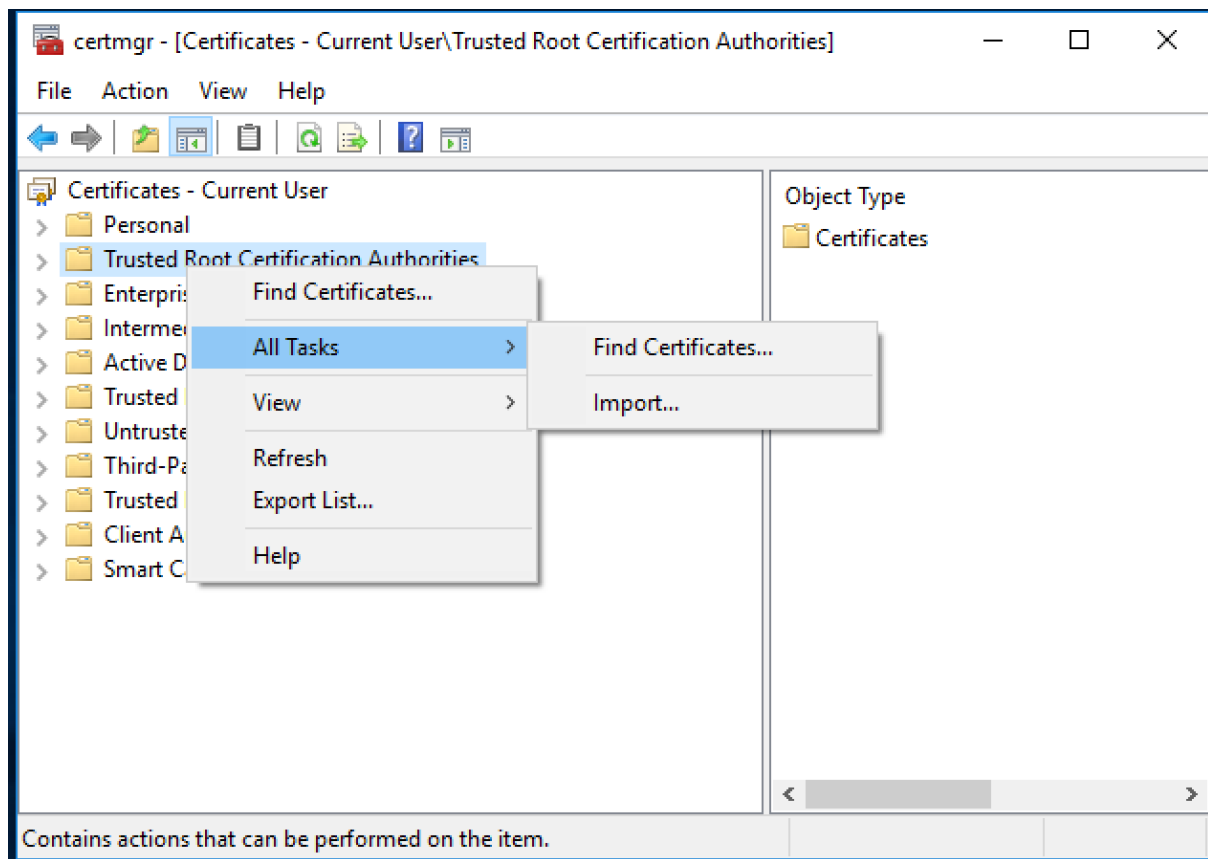 certmgr - [Certificates - Current User\Trusted Root Certification Authorities]
File Action View Help
Certificates - Current User
Personal
Trusted Root Certification Authorities
Enterpris
Intermed
Active D
Trusted
Untruste
Third-Pa
Trusted
Client A
Smart C
Find Certificates...
All Tasks
View
Refresh
Export List...
Help
Find Certificates...
Import...
Object Type
Certificates
Contains actions that can be performed on the item.